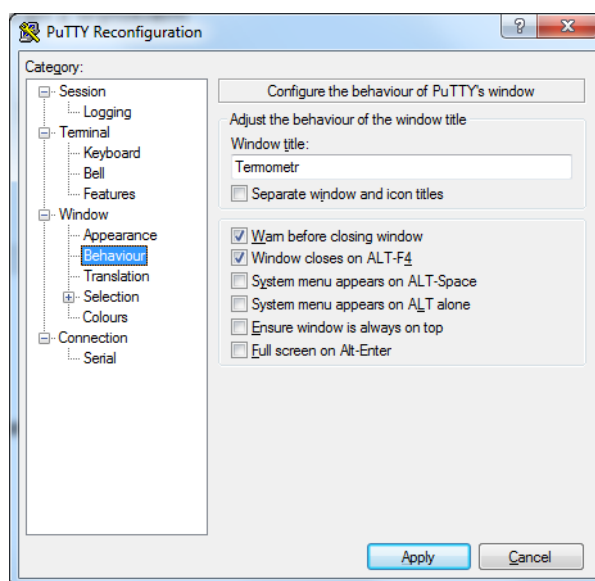 PuTTY Reconfiguration
Category:
Session
Logging
Terminal
Keyboard
Bell
Features
Window
Appearance
Behaviour
Translation
Selection
Colours
Connection
Serial
Configure the behaviour of PuTTY's window
Adjust the behaviour of the window title
Window title:
Termometr
Separate window and icon titles
Warn before closing window
Window closes on ALT-F4
System menu appears on ALT-Space
System menu appears on ALT alone
Ensure window is always on top
Full screen on Alt-Enter
Apply
Cancel